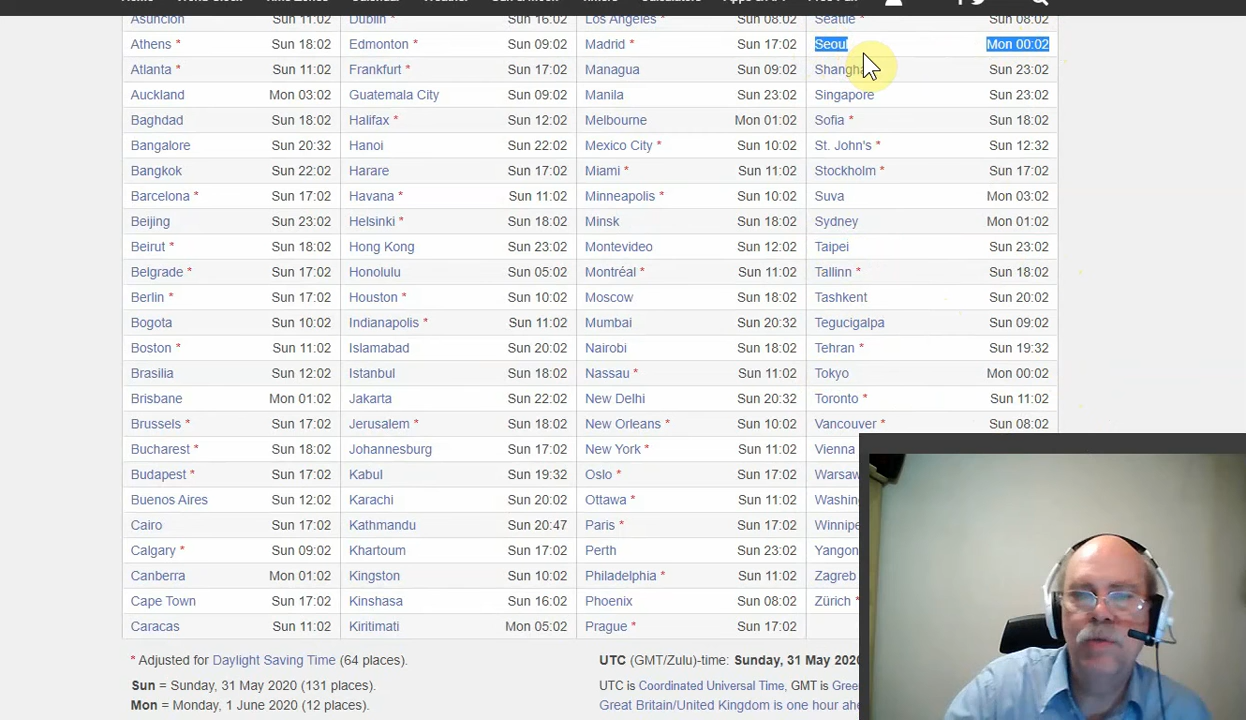 Home World Clock Time Zones Calendar Weather Sun & Moon Timers Calculators Apps & API Free Fun
Asuncion Sun 11:02 Dublin * Sun 16:02 Los Angeles * Sun 08:02 Seattle * Sun 08:02
Athens * Sun 18:02 Edmonton * Sun 09:02 Madrid * Sun 17:02 Seoul Mon 00:02
Atlanta * Sun 11:02 Frankfurt * Sun 17:02 Managua Sun 09:02 Shanghai Sun 23:02
Auckland Mon 03:02 Guatemala City Sun 09:02 Manila Sun 23:02 Singapore Sun 23:02
Baghdad Sun 18:02 Halifax * Sun 12:02 Melbourne Mon 01:02 Sofia * Sun 18:02
Bangalore Sun 20:32 Hanoi Sun 22:02 Mexico City * Sun 10:02 St. John's * Sun 12:32
Bangkok Sun 22:02 Harare Sun 17:02 Miami * Sun 11:02 Stockholm * Sun 17:02
Barcelona * Sun 17:02 Havana * Sun 11:02 Minneapolis * Sun 10:02 Suva Mon 03:02
Beijing Sun 23:02 Helsinki * Sun 18:02 Minsk Sun 18:02 Sydney Mon 01:02
Beirut * Sun 18:02 Hong Kong Sun 23:02 Montevideo Sun 12:02 Taipei Sun 23:02
Belgrade * Sun 17:02 Honolulu Sun 05:02 Montréal * Sun 11:02 Tallinn * Sun 18:02
Berlin * Sun 17:02 Houston * Sun 10:02 Moscow Sun 18:02 Tashkent Sun 20:02
Bogota Sun 10:02 Indianapolis * Sun 11:02 Mumbai Sun 20:32 Tegucigalpa Sun 09:02
Boston * Sun 11:02 Islamabad Sun 20:02 Nairobi Sun 18:02 Tehran * Sun 19:32
Brasilia Sun 12:02 Istanbul Sun 18:02 Nassau * Sun 11:02 Tokyo Mon 00:02
Brisbane Mon 01:02 Jakarta Sun 22:02 New Delhi Sun 20:32 Toronto * Sun 11:02
Brussels * Sun 17:02 Jerusalem * Sun 18:02 New Orleans * Sun 10:02 Vancouver * Sun 08:02
Bucharest * Sun 18:02 Johannesburg Sun 17:02 New York * Sun 11:02 Vienna
Budapest * Sun 17:02 Kabul Sun 19:32 Oslo * Sun 17:02 Warsaw
Buenos Aires Sun 12:02 Karachi Sun 20:02 Ottawa * Sun 11:02 Washin
Cairo Sun 17:02 Kathmandu Sun 20:47 Paris * Sun 17:02 Winnipe
Calgary * Sun 09:02 Khartoum Sun 17:02 Perth Sun 23:02 Yangon
Canberra Mon 01:02 Kingston Sun 10:02 Philadelphia * Sun 11:02 Zagreb
Cape Town Sun 17:02 Kinshasa Sun 16:02 Phoenix Sun 08:02 Zürich *
Caracas Sun 11:02 Kiritimati Mon 05:02 Prague * Sun 17:02
* Adjusted for Daylight Saving Time (64 places).
Sun = Sunday, 31 May 2020 (131 places).
Mon = Monday, 1 June 2020 (12 places).
UTC (GMT/Zulu)-time: Sunday, 31 May 202
UTC is Coordinated Universal Time, GMT is Gree
Great Britain/United Kingdom is one hour ahe